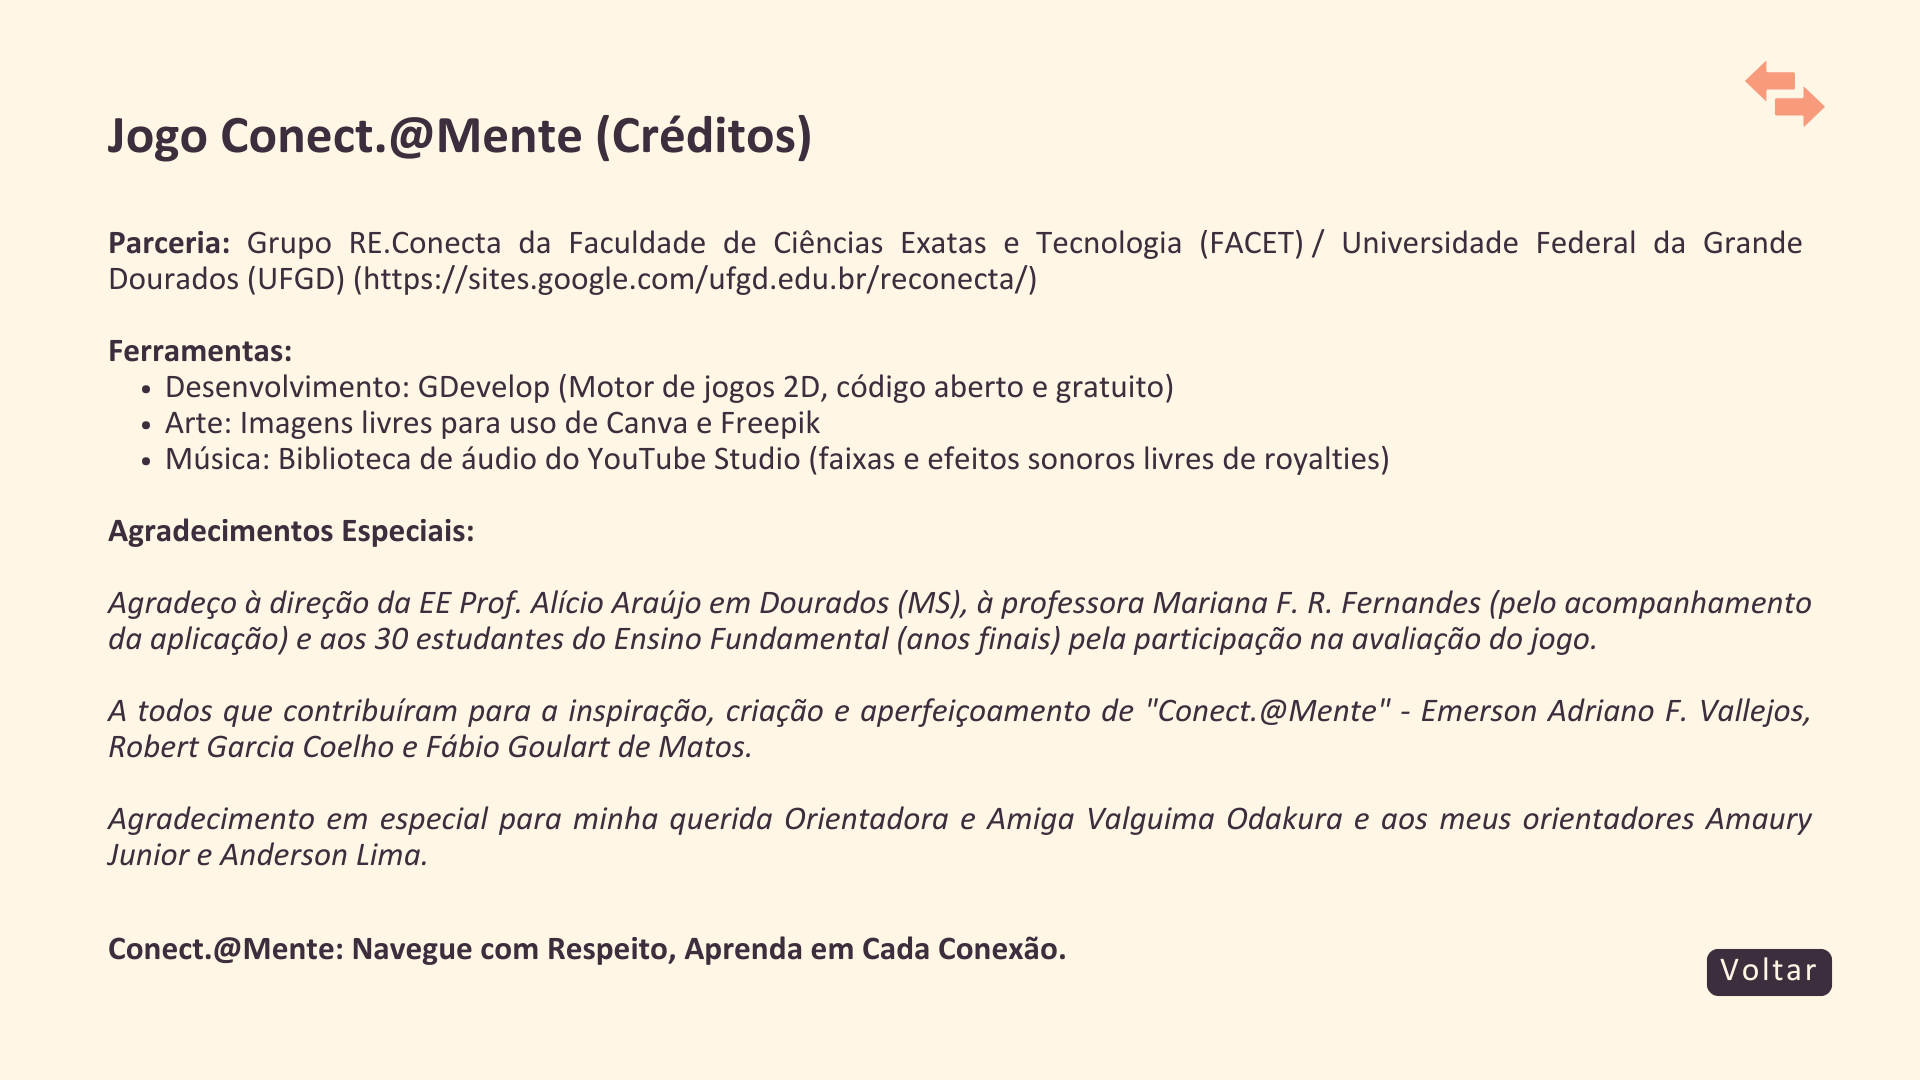 Jogo Conect.@Mente (Créditos)
Parceria: Grupo RE.Conecta da Faculdade de Ciências Exatas e Tecnologia (FACET) / Universidade Federal da Grande
Dourados (UFGD) (https://sites.google.com/ufgd.edu.br/reconecta/)
Ferramentas:
• Desenvolvimento: GDevelop (Motor de jogos 2D, código aberto e gratuito)
• Arte: Imagens livres para uso de Canva e Freepik
• Música: Biblioteca de áudio do YouTube Studio (faixas e efeitos sonoros livres de royalties)
Agradecimentos Especiais:
Agradeço à direção da EE Prof. Alício Araújo em Dourados (MS), à professora Mariana F. R. Fernandes (pelo acompanhamento
da aplicação) e aos 30 estudantes do Ensino Fundamental (anos finais) pela participação na avaliação do jogo.
A todos que contribuíram para a inspiração, criação e aperfeiçoamento de "Conect.@Mente" - Emerson Adriano F. Vallejos,
Robert Garcia Coelho e Fábio Goulart de Matos.
Agradecimento em especial para minha querida Orientadora e Amiga Valguima Odakura e aos meus orientadores Amaury
Junior e Anderson Lima.
Conect.@Mente: Navegue com Respeito, Aprenda em Cada Conexão.
Voltar